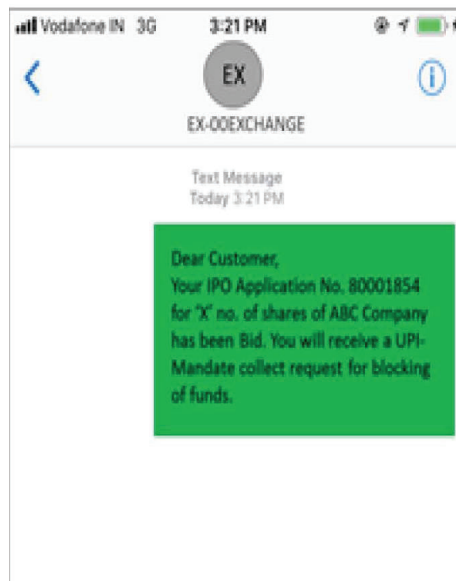 Vodafone IN 3G 3:21 PM
EX
EX-00EXCHANGE
Text Message
Today 3:21 PM
Dear Customer,
Your IPO Application No. 80001854
for "X" no. of shares of ABC Company
has been Bid. You will receive a UPI-
Mandate collect request for blocking
of funds.